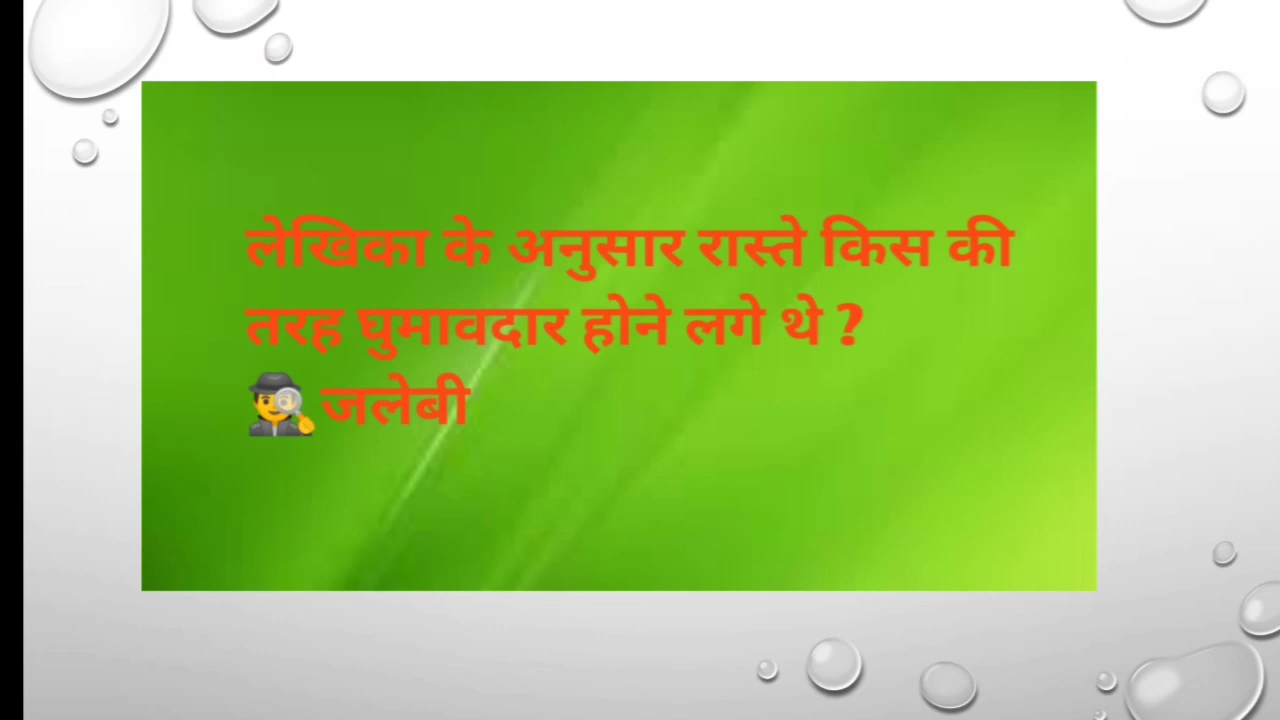 लेखिका के अनुसार रास्ते किस की
तरह घुमावदार होने लगे थे ?
🕵️ जलेबी